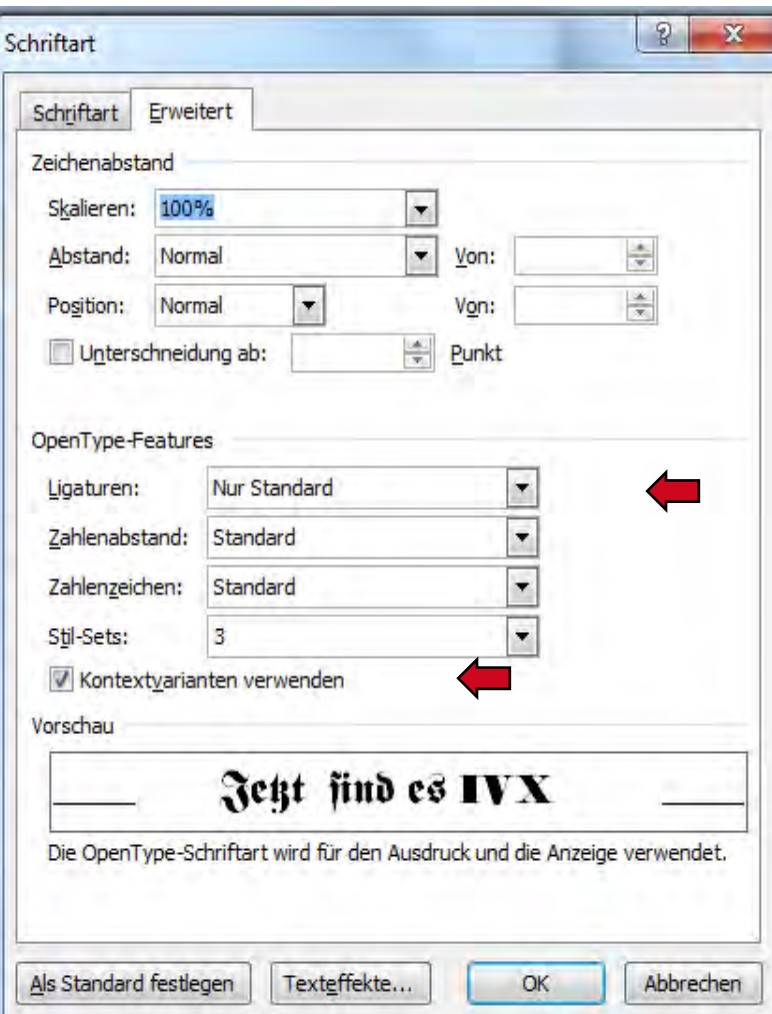 Schriftart
Schriftart Erweitert
Zeichenabstand
Skalieren: 100%
Abstand: Normal Von:
Position: Normal Von:
Unterschneidung ab: Punkt
OpenType-Features
Ligaturen: Nur Standard
Zahlenabstand: Standard
Zahlenzeichen: Standard
Stil-Sets: 3
Kontextvarianten verwenden
Vorschau
Jetzt ſind es IVX
Die OpenType-Schriftart wird für den Ausdruck und die Anzeige verwendet.
Als Standard festlegen Texteffekte... OK Abbrechen